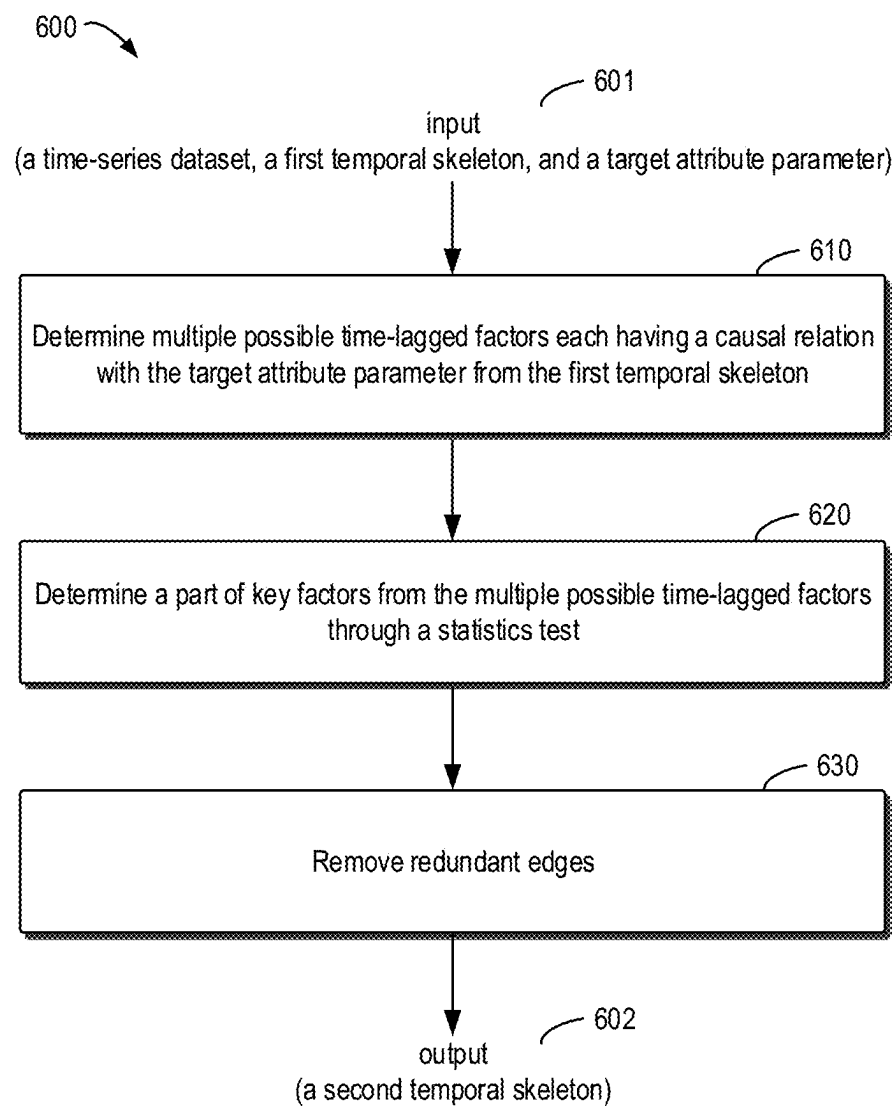 600
601
input
(a time-series dataset, a first temporal skeleton, and a target attribute parameter)
610
Determine multiple possible time-lagged factors each having a causal relation
with the target attribute parameter from the first temporal skeleton
620
Determine a part of key factors from the multiple possible time-lagged factors
through a statistics test
630
Remove redundant edges
602
output
(a second temporal skeleton)